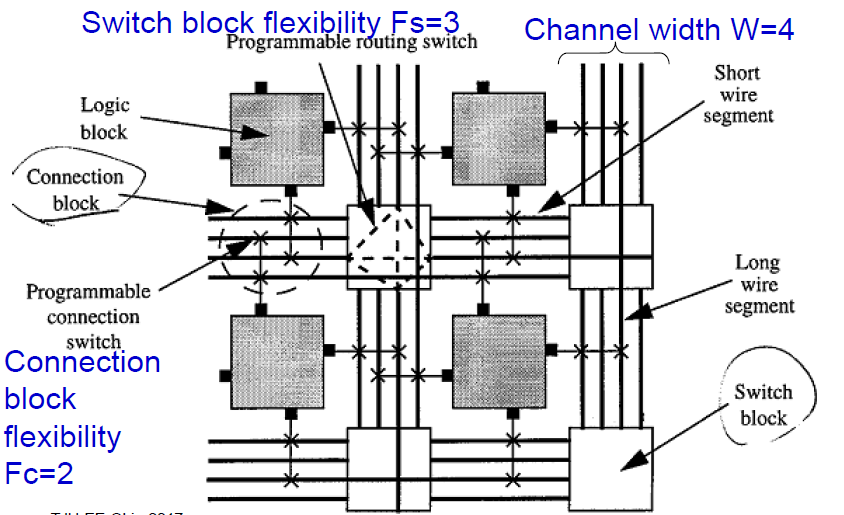 Switch block flexibility Fs=3
Channel width W=4
Programmable routing switch
Short
wire
segment
Logic
block
Connection
block
Long
wire
segment
Programmable
connection
switch
Connection
block
flexibility
Fc=2
Switch
block